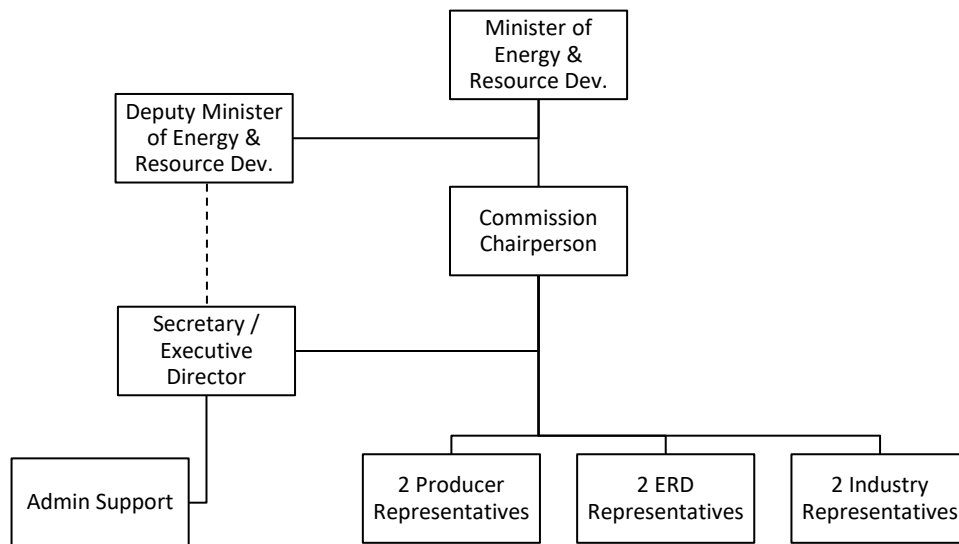 Minister of
Energy &
Resource Dev.
Deputy Minister
of Energy &
Resource Dev.
Commission
Chairperson
Secretary /
Executive
Director
Admin Support
2 Producer
Representatives
2 ERD
Representatives
2 Industry
Representatives